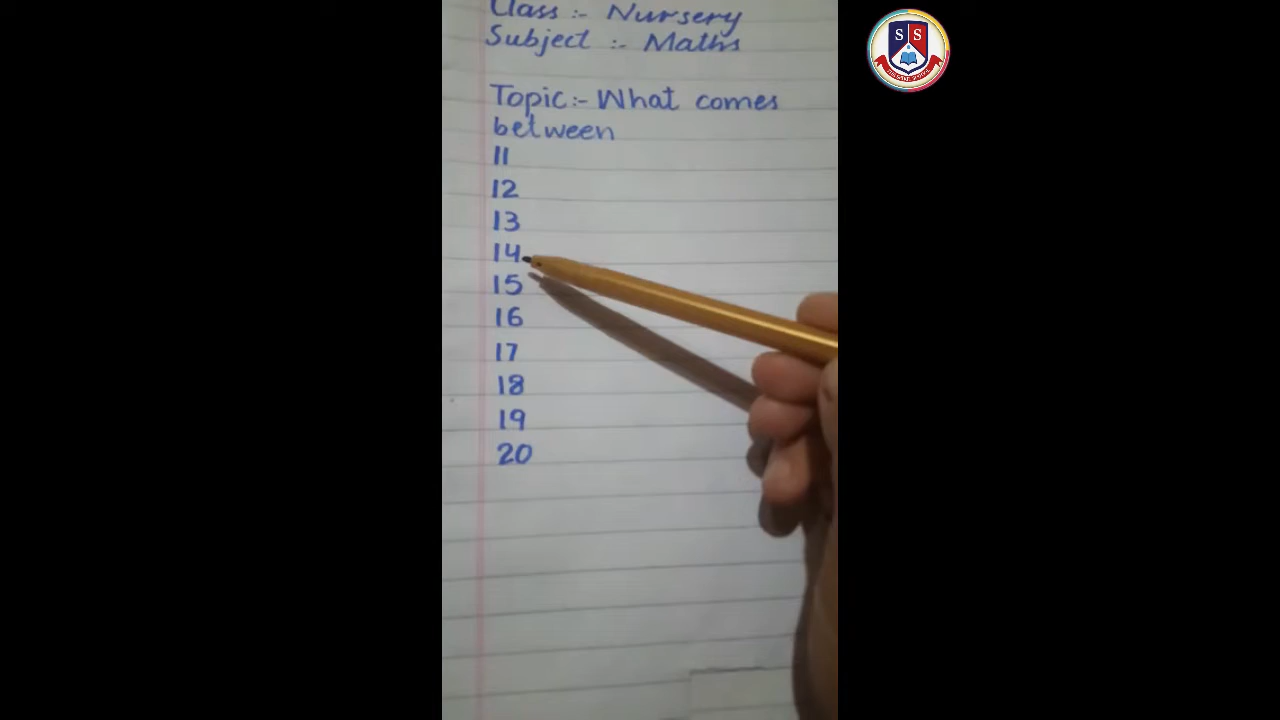 Class :- Nursery
Subject :- Maths
Topic :- What comes
between
11
12
13
14
15
16
17
18
19
20
S S